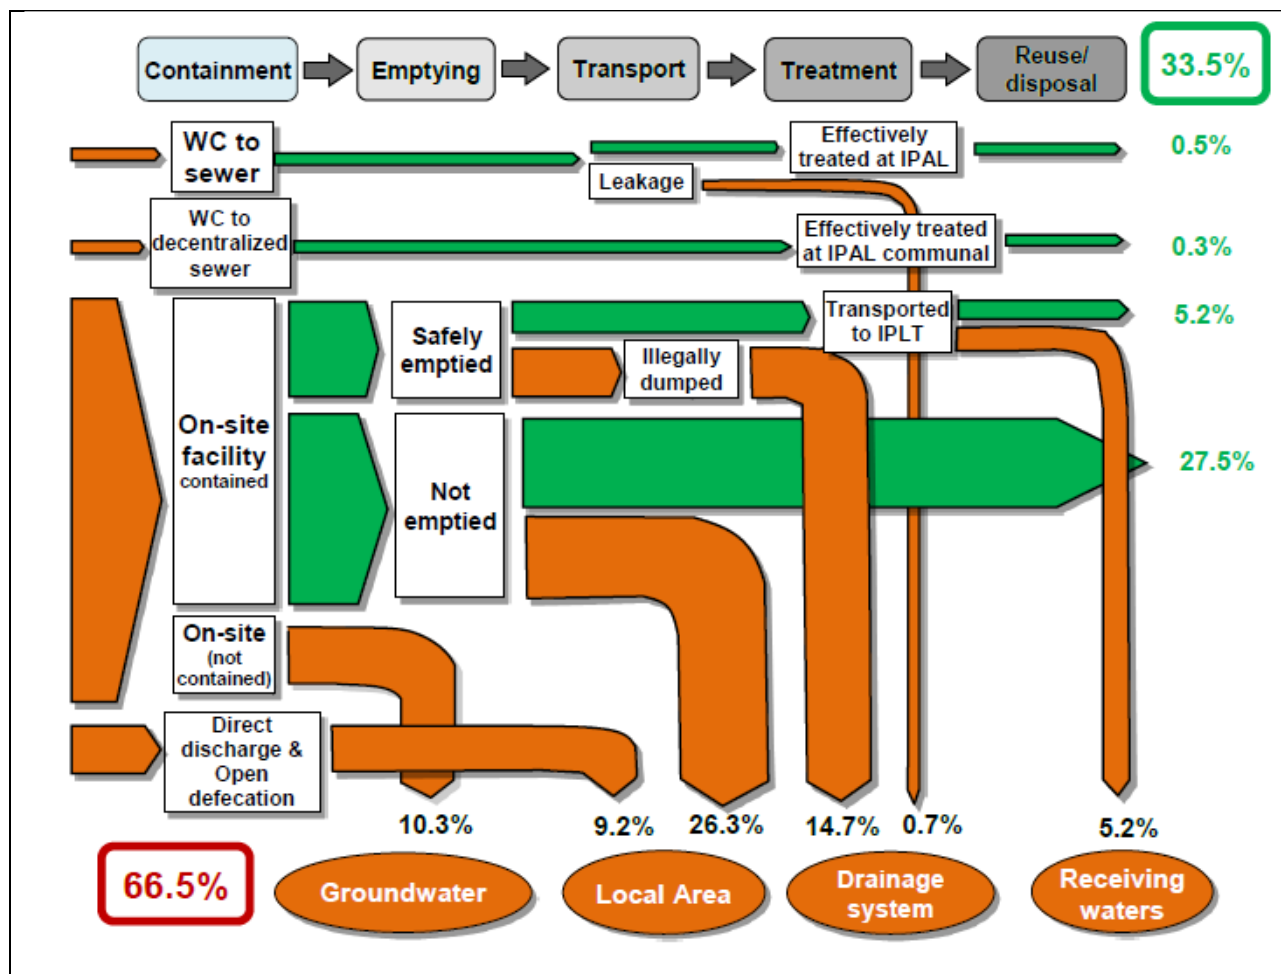 Containment
Emptying
Transport
Treatment
Reuse/
disposal
33.5%
WC to
sewer
Effectively
treated at IPAL
0.5%
Leakage
WC to
decentralized
sewer
Effectively treated
at IPAL communal
0.3%
On-site
facility
contained
Safely
emptied
Illegally
dumped
Transported
to IPLT
5.2%
Not
emptied
27.5%
On-site
(not
contained)
Direct
discharge &
Open
defecation
10.3%
9.2%
26.3%
14.7%
0.7%
5.2%
66.5%
Groundwater
Local Area
Drainage
system
Receiving
waters